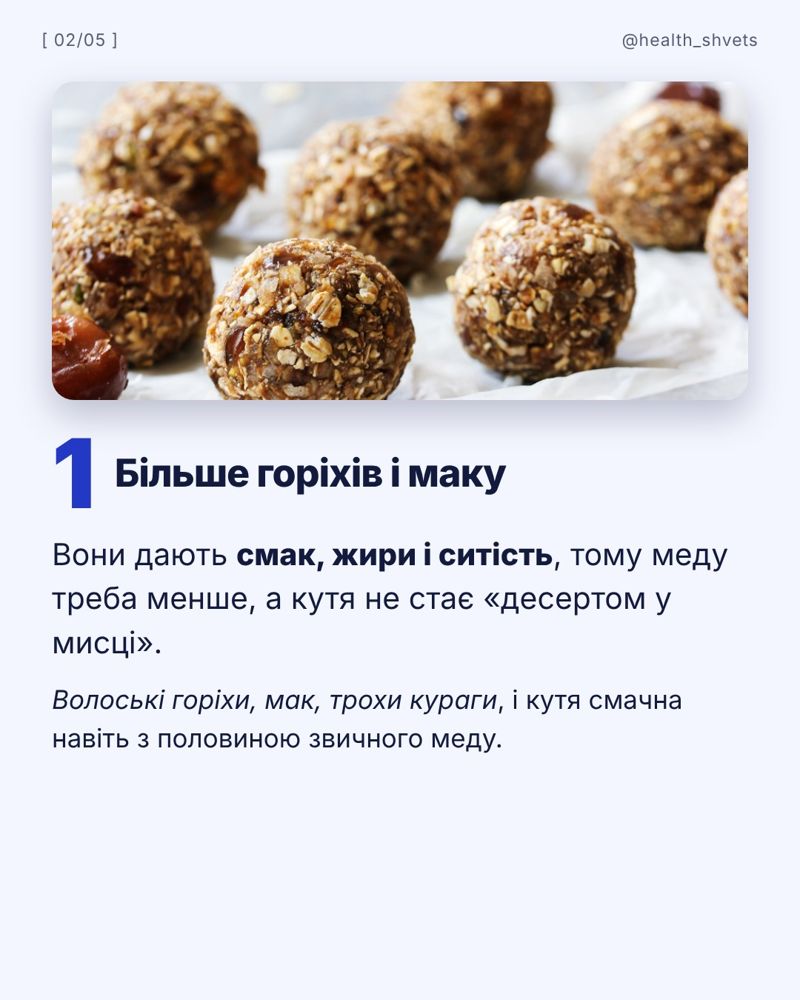 [ 02/05 ]
@health_shvets
1 Більше горіхів і маку
Вони дають смак, жири і ситість, тому меду
треба менше, а кутя не стає «десертом у
мисці».
Волоські горіхи, мак, трохи кураги, і кутя смачна
навіть з половиною звичного меду.